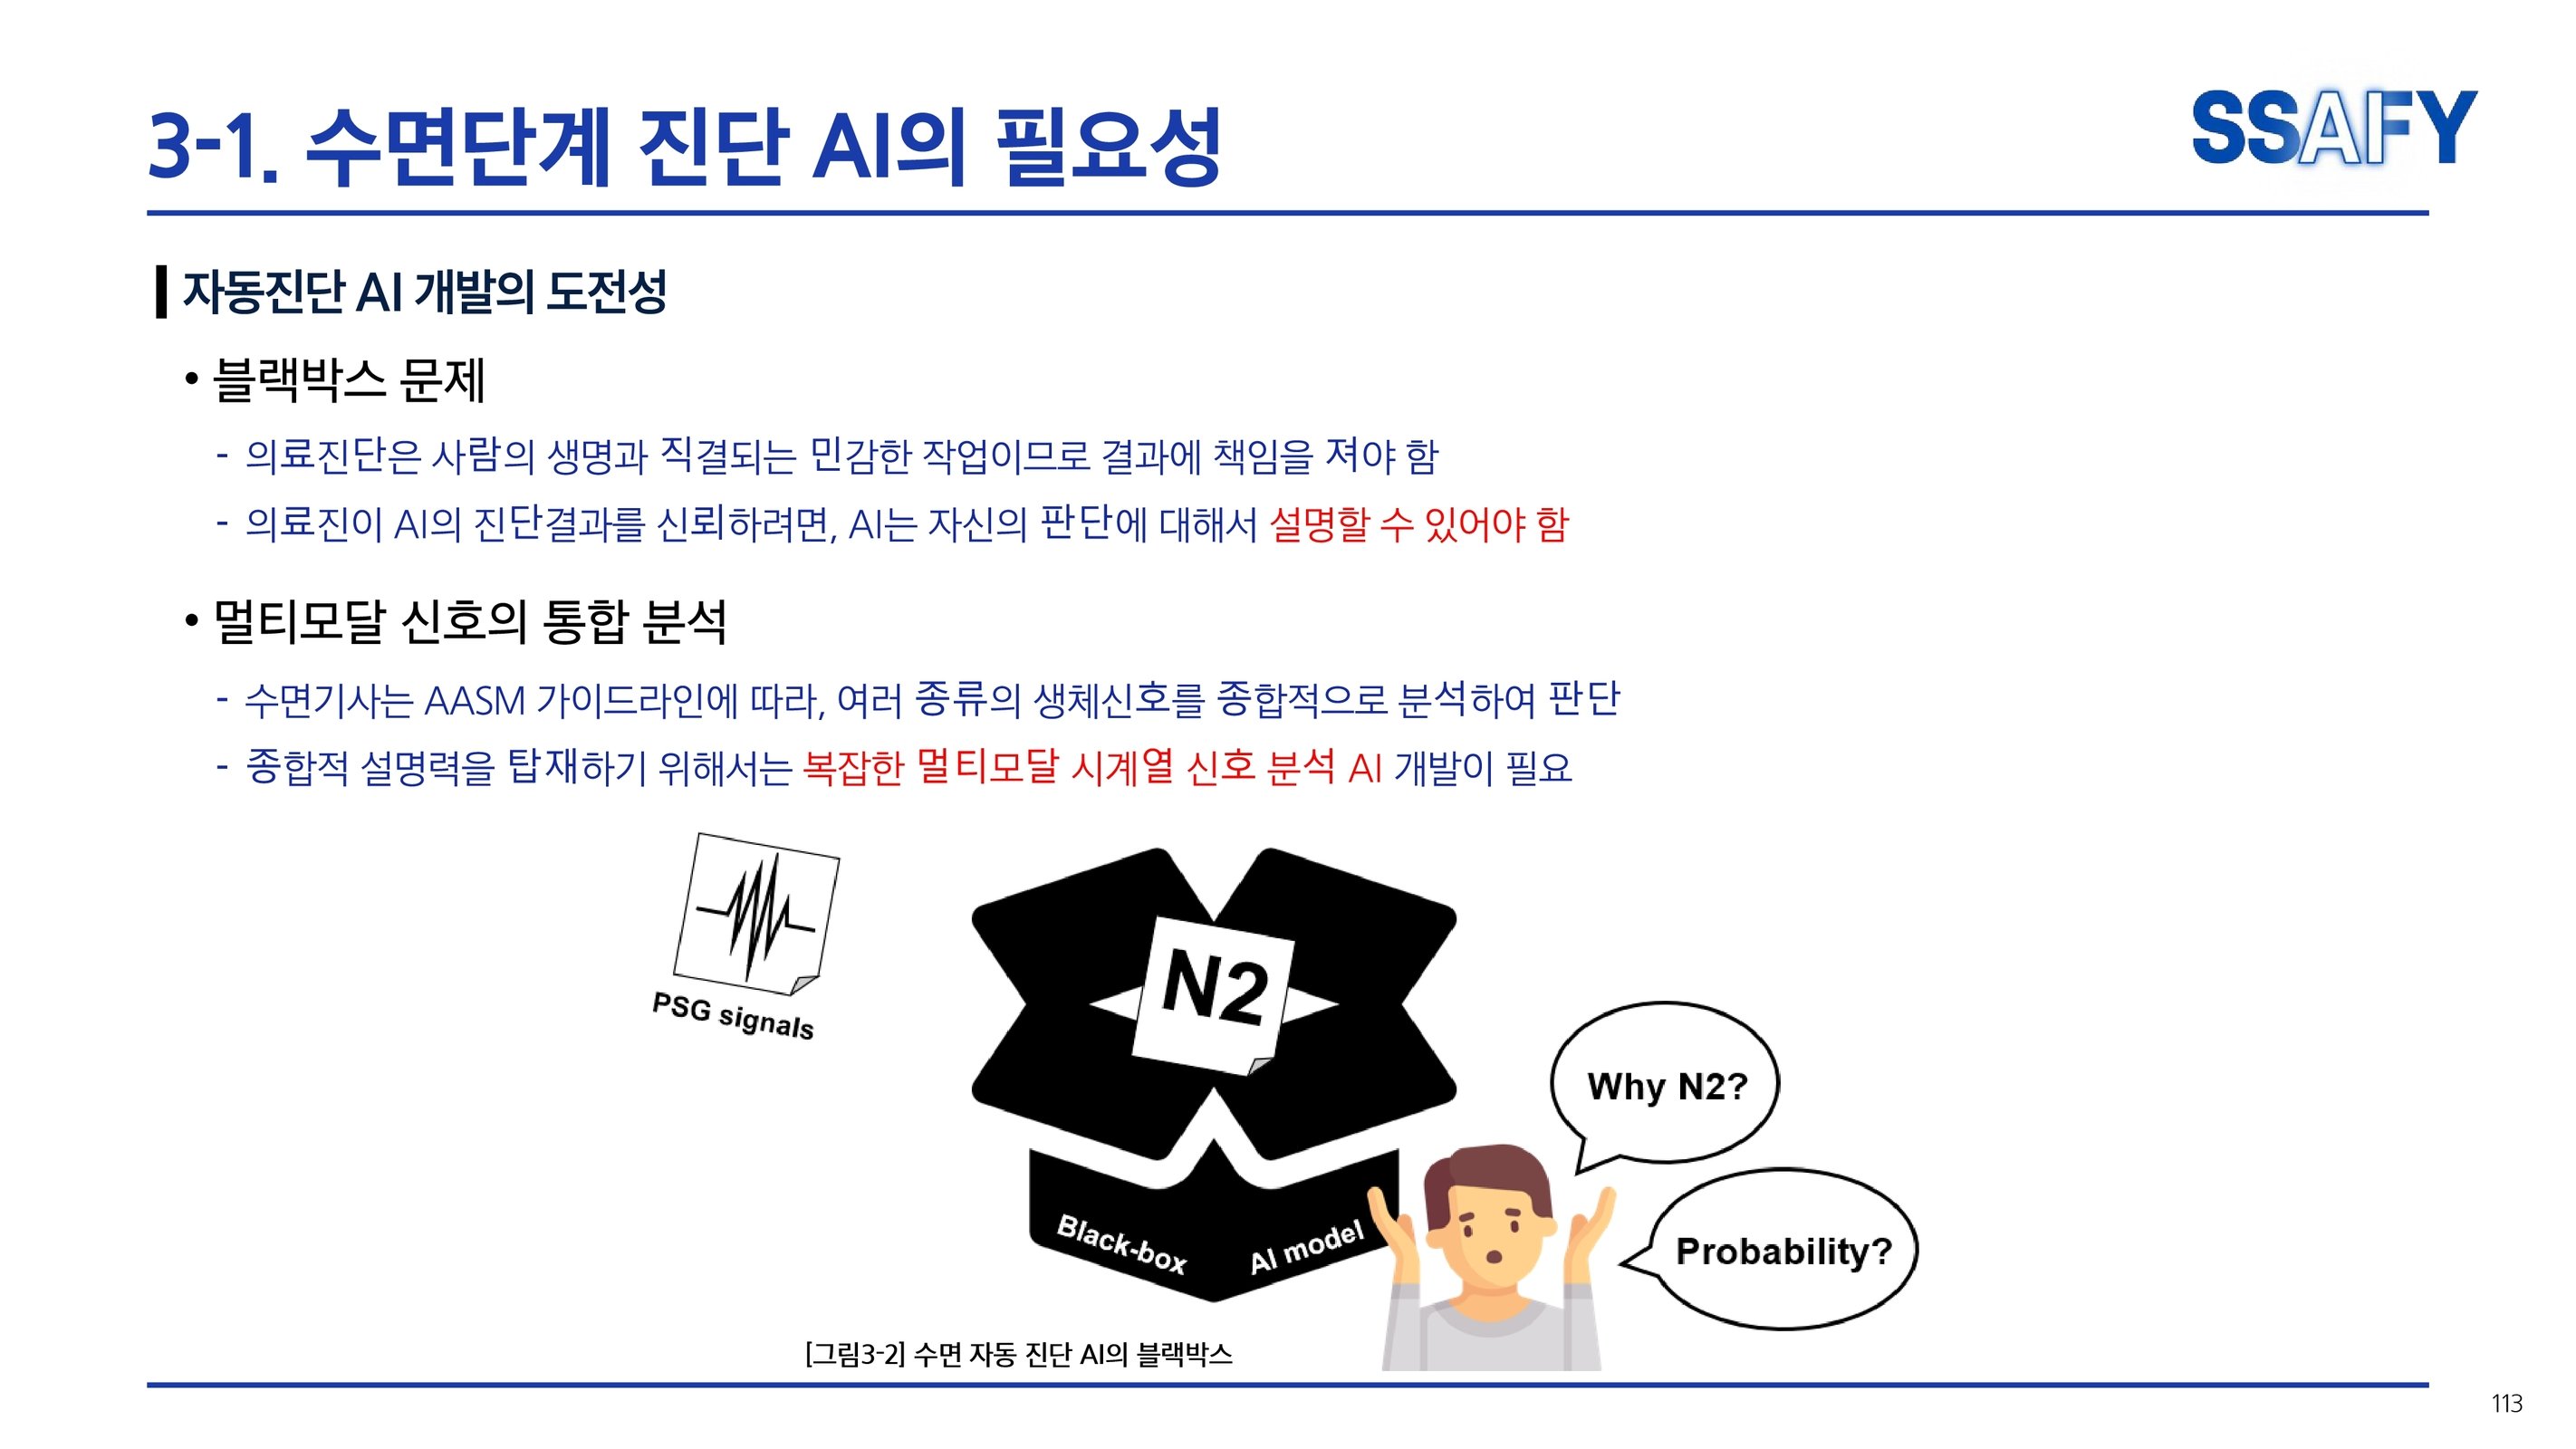 3-1. 수면단계 진단 AI의 필요성
SSAFY
자동진단 AI 개발의 도전성
• 블랙박스 문제
- 의료진단은 사람의 생명과 직결되는 민감한 작업이므로 결과에 책임을 져야 함
- 의료진이 AI의 진단결과를 신뢰하려면, AI는 자신의 판단에 대해서 설명할 수 있어야 함
• 멀티모달 신호의 통합 분석
- 수면기사는 AASM 가이드라인에 따라, 여러 종류의 생체신호를 종합적으로 분석하여 판단
- 종합적 설명력을 탑재하기 위해서는 복잡한 멀티모달 시계열 신호 분석 AI 개발이 필요
PSG signals
N2
Why N2?
Probability?
Black-box AI model
[그림3-2] 수면 자동 진단 AI의 블랙박스
113